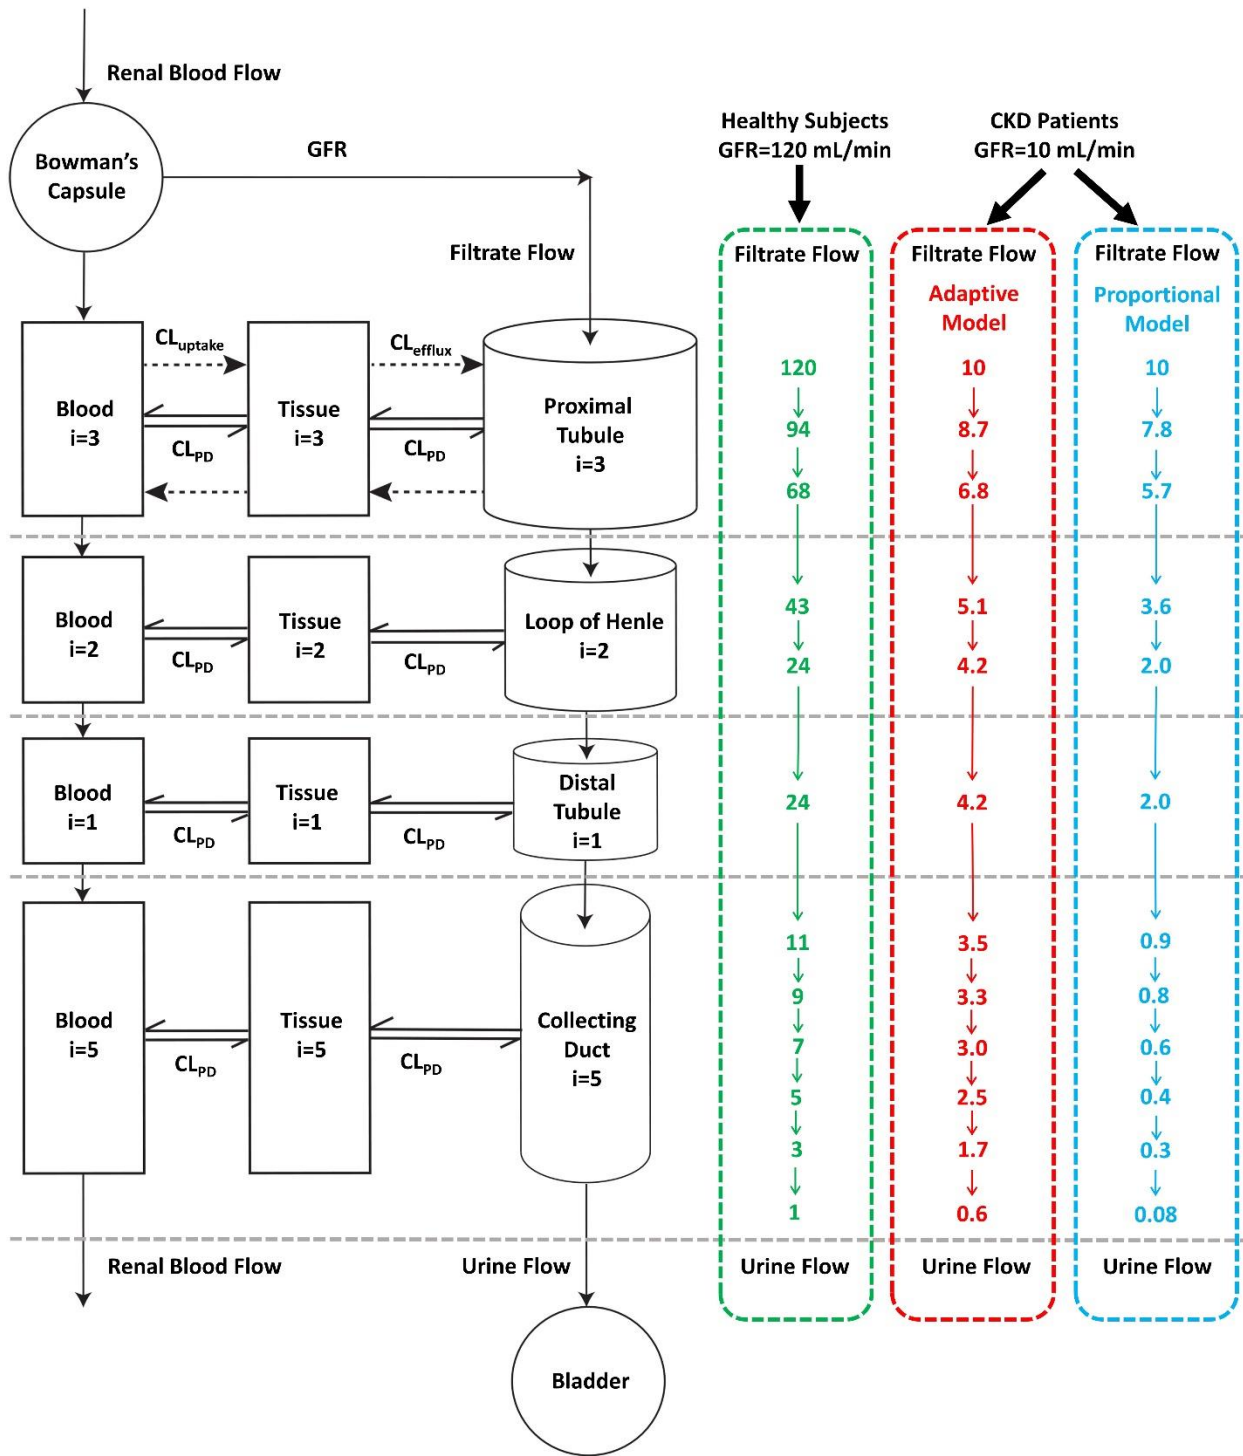 Renal Blood Flow
Bowman's
Capsule
GFR
Filtrate Flow
Blood
i=3
CLuptake
CLPD
Tissue
i=3
CLefflux
CLPD
Proximal
Tubule
i=3
Blood
i=2
CLPD
Tissue
i=2
CLPD
Loop of Henle
i=2
Blood
i=1
CLPD
Tissue
i=1
CLPD
Distal
Tubule
i=1
Blood
i=5
CLPD
Tissue
i=5
CLPD
Collecting
Duct
i=5
Renal Blood Flow
Urine Flow
Bladder
Healthy Subjects
GFR=120 mL/min
Filtrate Flow
120
94
68
43
24
24
11
9
7
5
3
1
Urine Flow
CKD Patients
GFR=10 mL/min
Filtrate Flow
Adaptive
Model
10
8.7
6.8
5.1
4.2
4.2
3.5
3.3
3.0
2.5
1.7
0.6
Urine Flow
Filtrate Flow
Proportional
Model
10
7.8
5.7
3.6
2.0
2.0
0.9
0.8
0.6
0.4
0.3
0.08
Urine Flow